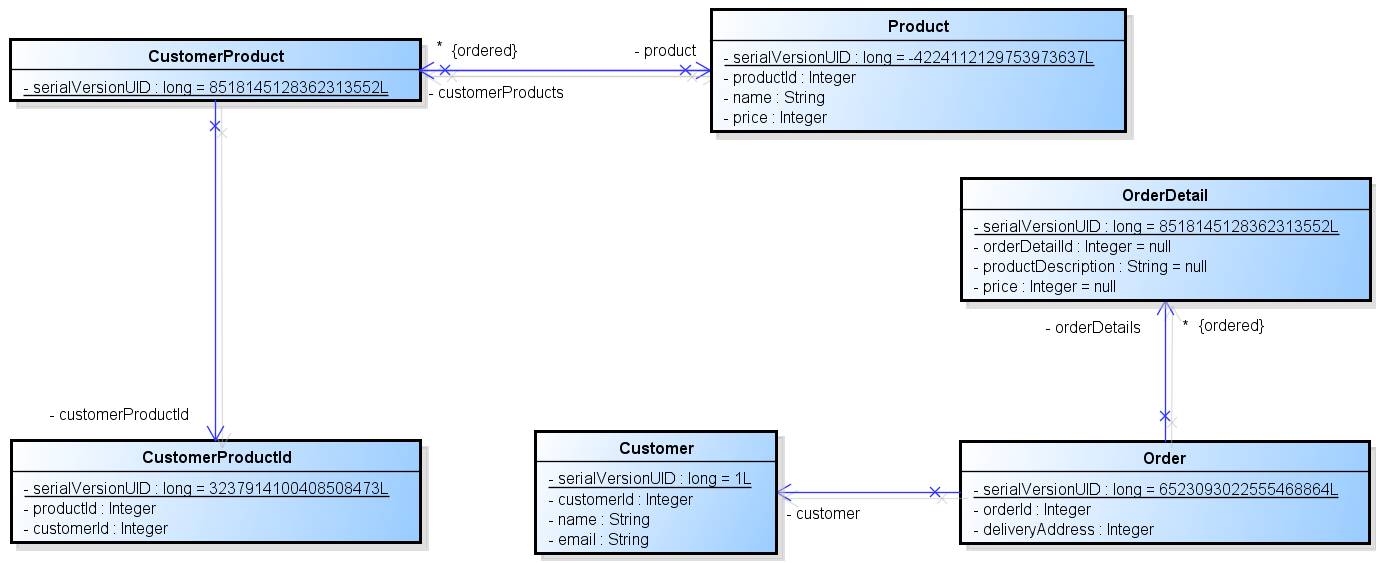 Product
- serialVersionUID : long = -4224112129753973637L
- productId : Integer
- name : String
- price : Integer
CustomerProduct
- serialVersionUID : long = 8518145128362313552L
* {ordered}
- customerProducts
- product
OrderDetail
- serialVersionUID : long = 8518145128362313552L
- orderDetailId : Integer = null
- productDescription : String = null
- price : Integer = null
- orderDetails
* {ordered}
- customerProductId
CustomerProductId
- serialVersionUID : long = 3237914100408508473L
- productId : Integer
- customerId : Integer
Customer
- serialVersionUID : long = 1L
- customerId : Integer
- name : String
- email : String
- customer
Order
- serialVersionUID : long = 6523093022555468864L
- orderId : Integer
- deliveryAddress : Integer